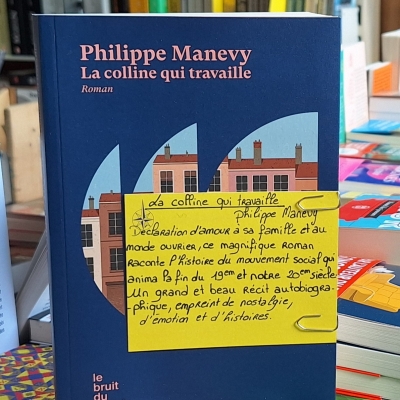 Philippe Manevy
La colline qui travaille
Roman
La colline qui travaille
philippe Manevy
Déclaration d'amour à sa famille et au
monde ouvrier, ce magnifique roman
raconte l'histoire du mouvement social qui
anima la fin du 19em et notre 20em siècle
Un grand et beau récit autobiogra-
-phique, empreint de nostalgie,
d'émotion et d'histoires.
le
bruit du